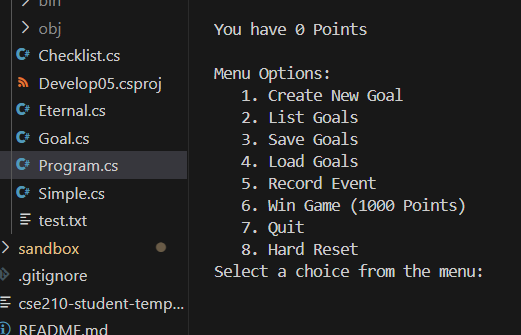 bin
obj
Checklist.cs
Develop05.csproj
Eternal.cs
Goal.cs
Program.cs
Simple.cs
test.txt
sandbox
.gitignore
cse210-student-temp...
README.md
You have 0 Points
Menu Options:
1. Create New Goal
2. List Goals
3. Save Goals
4. Load Goals
5. Record Event
6. Win Game (1000 Points)
7. Quit
8. Hard Reset
Select a choice from the menu: